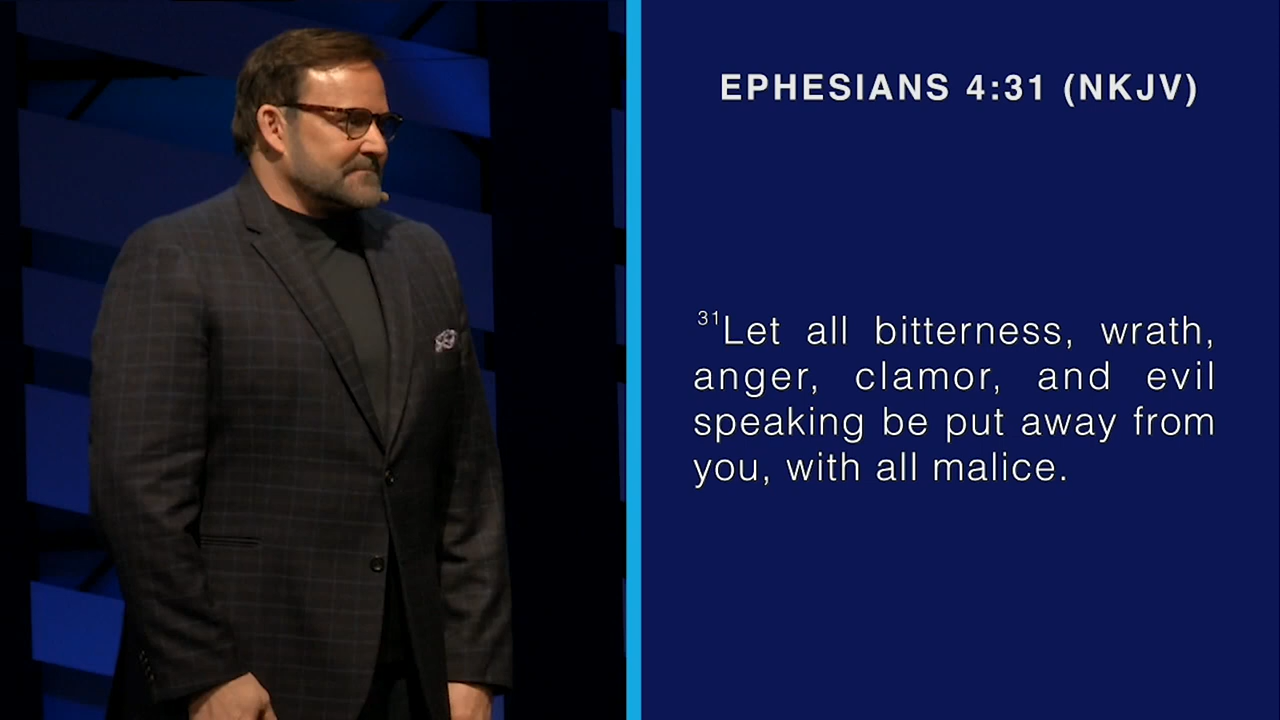 EPHESIANS 4:31 (NKJV)
31Let all bitterness, wrath,
anger, clamor, and evil
speaking be put away from
you, with all malice.